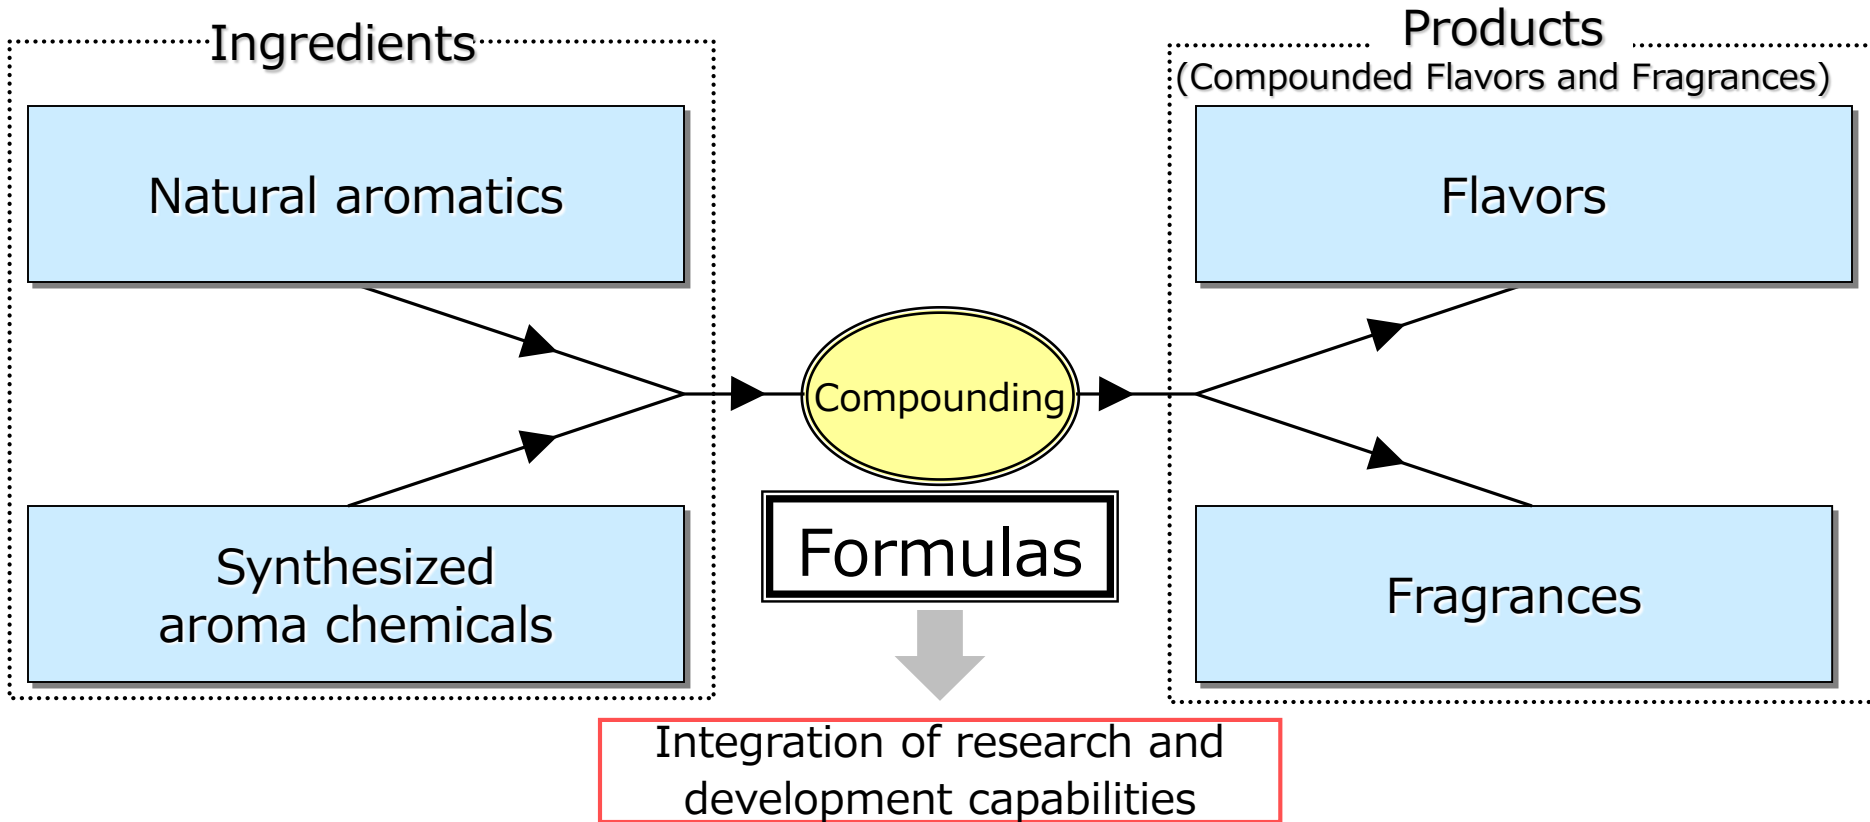 Ingredients
Natural aromatics
Synthesized
aroma chemicals
Compounding
Formulas
Integration of research and
development capabilities
Products
(Compounded Flavors and Fragrances)
Flavors
Fragrances